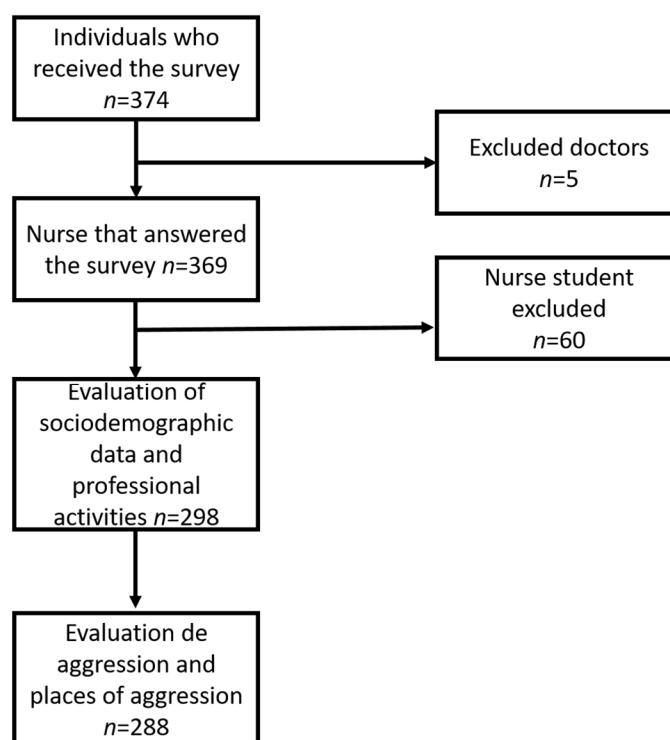 Individuals who
received the survey
n=374
Excluded doctors
n=5
Nurse that answered
the survey n=369
Nurse student
excluded
n=60
Evaluation of
sociodemographic
data and
professional
activities n=298
Evaluation de
aggression and
places of aggression
n=288